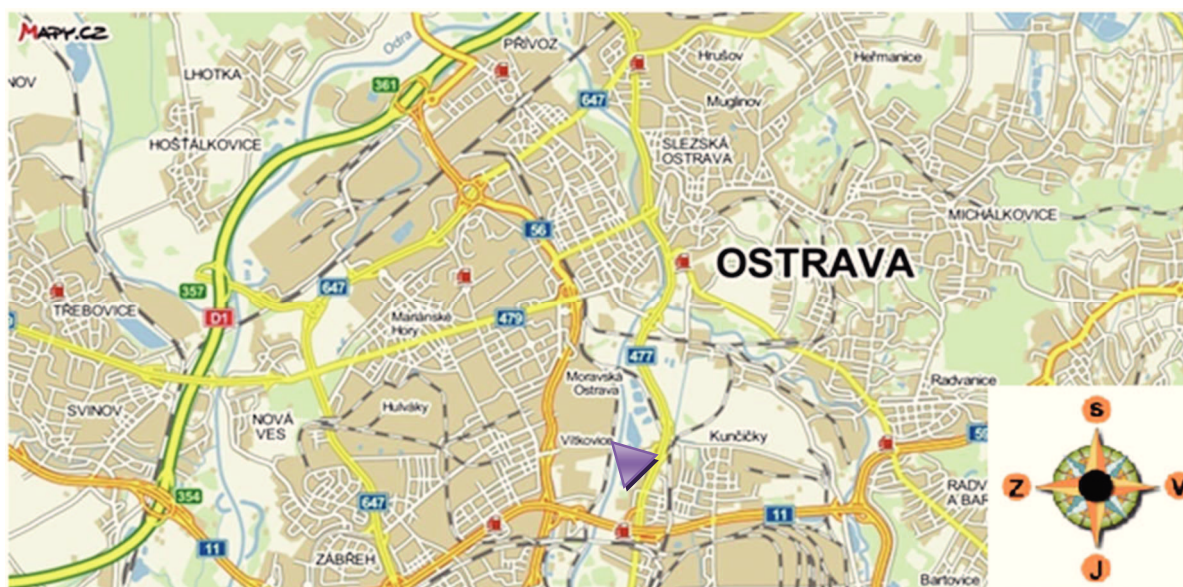 MAPY.CZ
PŘÍVOZ
Hrušov
Heřmanice
Odra
NOV
LHOTKA
361
647
Muglinov
HOŠŤÁLKOVICE
SLEZSKÁ
OSTRAVA
MICHÁLKOVICE
56
OSTRAVA
357
647
TŘEBOVICE
D1
Mariánské
Hory
479
477
Moravská
Ostrava
Radvanice
SVINOV
NOVÁ
VES
Hulváky
Vítkovice
Kunčičky
RADV
A BAR
354
647
11
11
ZÁBŘEH
Bartovice
S
Z
V
J